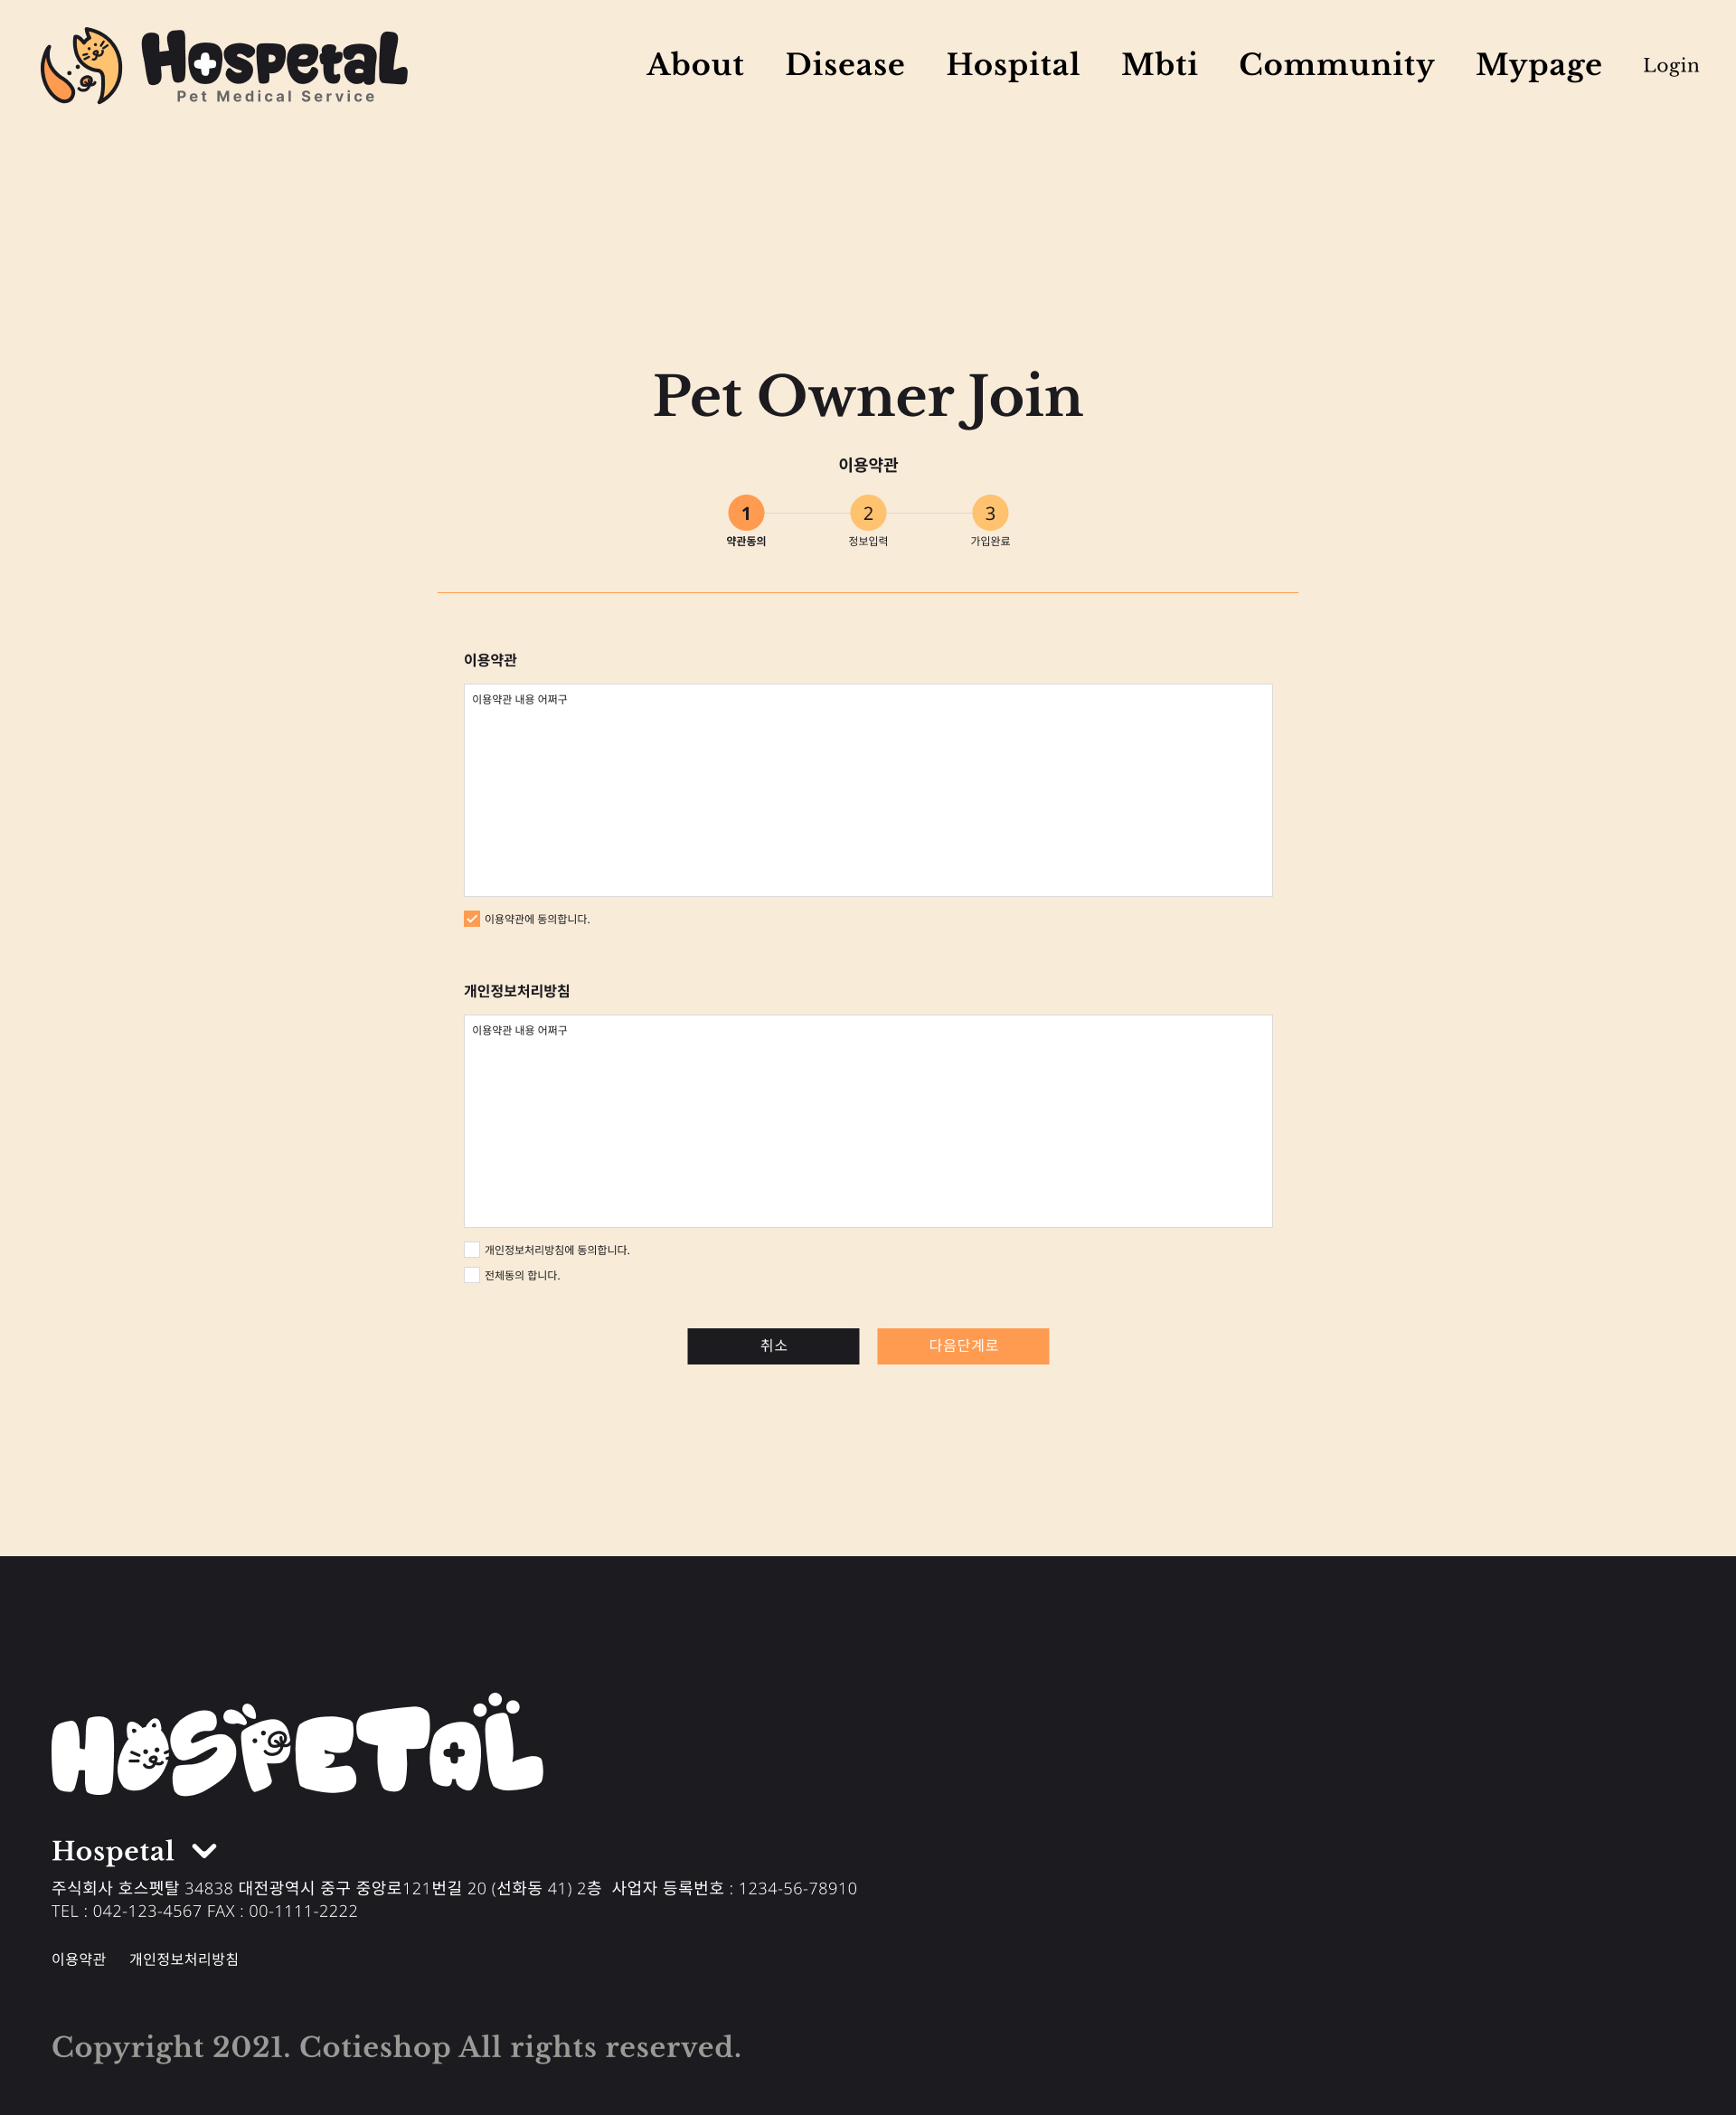 Hospetal
Pet Medical Service
About Disease Hospital Mbti Community Mypage Login
Pet Owner Join
이용약관
1 2 3
약관동의 정보입력 가입완료
이용약관
이용약관 내용 어쩌구
이용약관에 동의합니다.
개인정보처리방침
이용약관 내용 어쩌구
개인정보처리방침에 동의합니다.
전체동의 합니다.
취소 다음단계로
HOSPETAL
Hospetal
주식회사 호스펫탈 34838 대전광역시 중구 중앙로121번길 20 (선화동 41) 2층 사업자 등록번호 : 1234-56-78910
TEL : 042-123-4567 FAX : 00-1111-2222
이용약관 개인정보처리방침
Copyright 2021. Cotieshop All rights reserved.